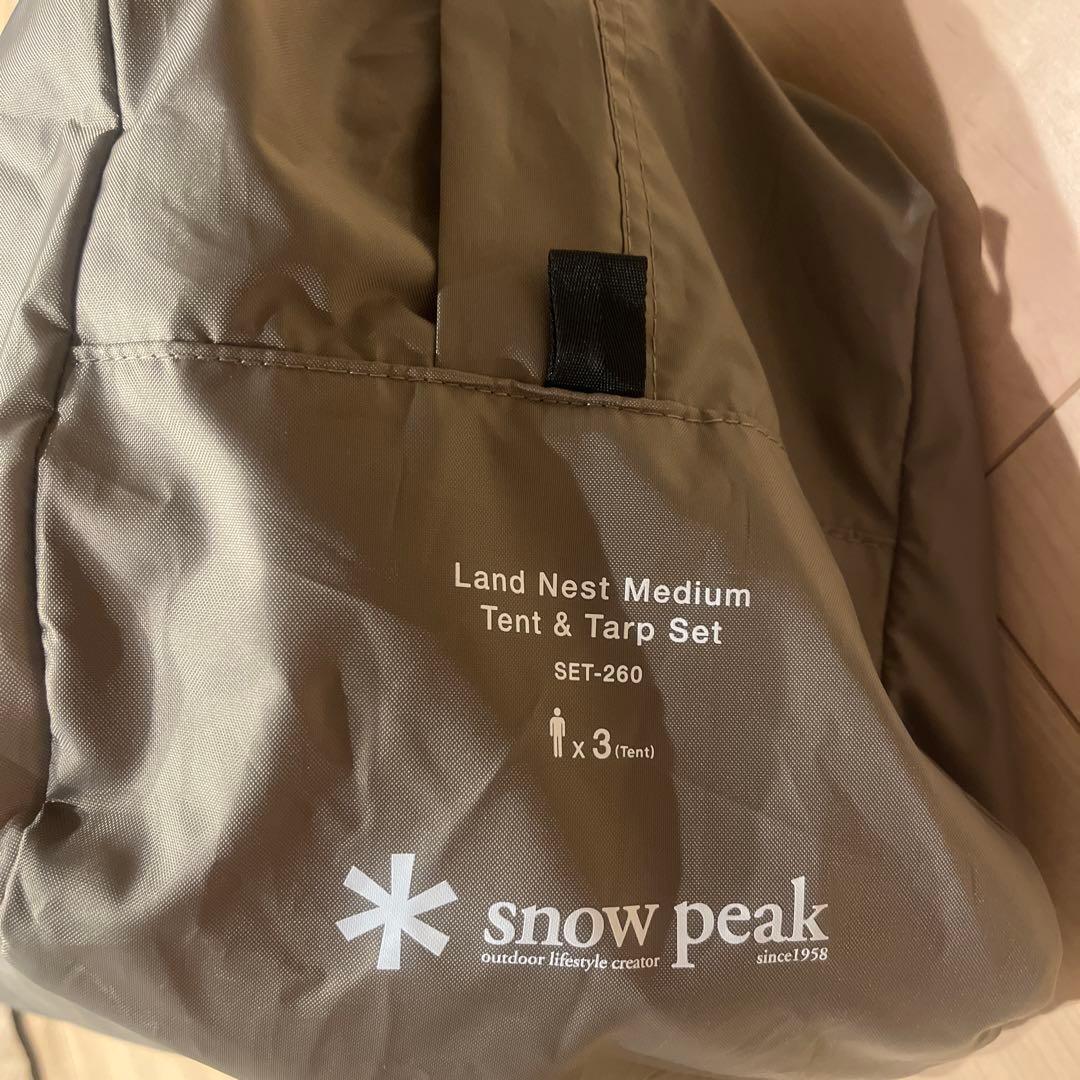 Land Nest Medium
Tent & Tarp Set
SET-260
x 3 (Tent)
snow peak
outdoor lifestyle creator since1958